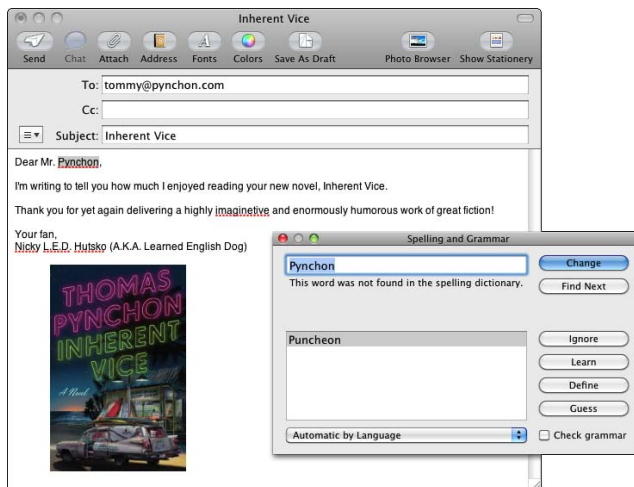 Inherent Vice
Send Chat Attach Address Fonts Colors Save As Draft Photo Browser Show Stationery
To: tommy@pynchon.com
Cc:
Subject: Inherent Vice
Dear Mr. Pynchon,
I'm writing to tell you how much I enjoyed reading your new novel, Inherent Vice.
Thank you for yet again delivering a highly imaginetive and enormously humorous work of great fiction!
Your fan,
Nicky L.E.D. Hutsko (A.K.A. Learned English Dog)
THOMAS
PYNCHON
INHERENT
VICE
A Novel
Spelling and Grammar
Pynchon
Change
This word was not found in the spelling dictionary.
Find Next
Puncheon
Ignore
Learn
Define
Guess
Automatic by Language
Check grammar